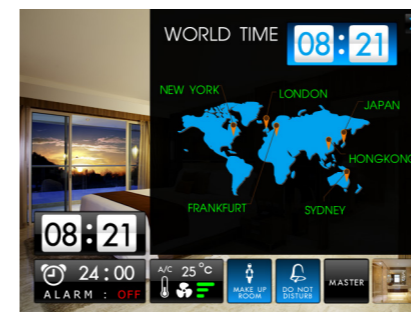 WORLD TIME 08:21
NEW YORK
LONDON
JAPAN
HONGKONG
FRANKFURT
SYDNEY
08:21
24:00
ALARM : OFF
A/C 25°C
MAKE UP
ROOM
DO NOT
DISTURB
MASTER